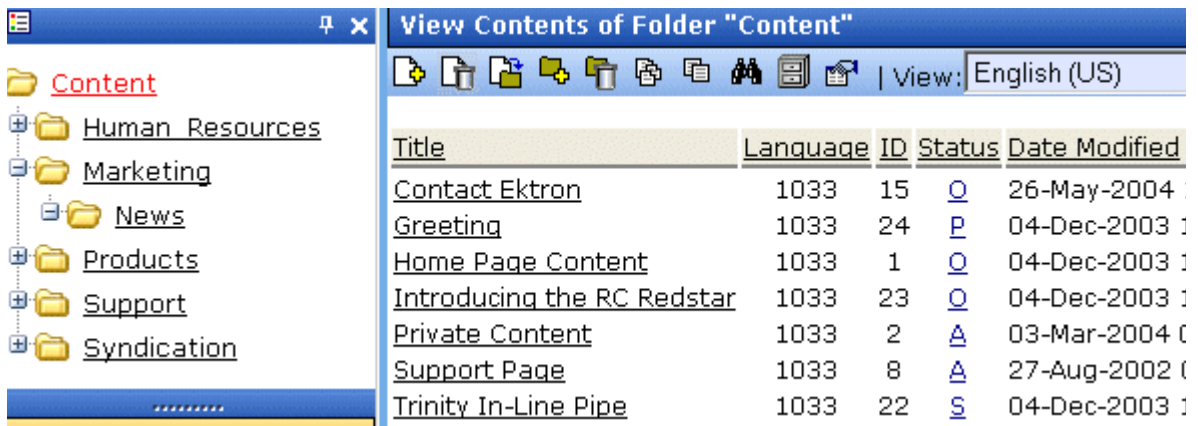 View Contents of Folder "Content"
| View: English (US)
Content
Human Resources
Marketing
News
Products
Support
Syndication
Title Language ID Status Date Modified
Contact Ektron 1033 15 O 26-May-2004
Greeting 1033 24 P 04-Dec-2003
Home Page Content 1033 1 O 04-Dec-2003
Introducing the RC Redstar 1033 23 O 04-Dec-2003
Private Content 1033 2 A 03-Mar-2004
Support Page 1033 8 A 27-Aug-2002
Trinity In-Line Pipe 1033 22 S 04-Dec-2003